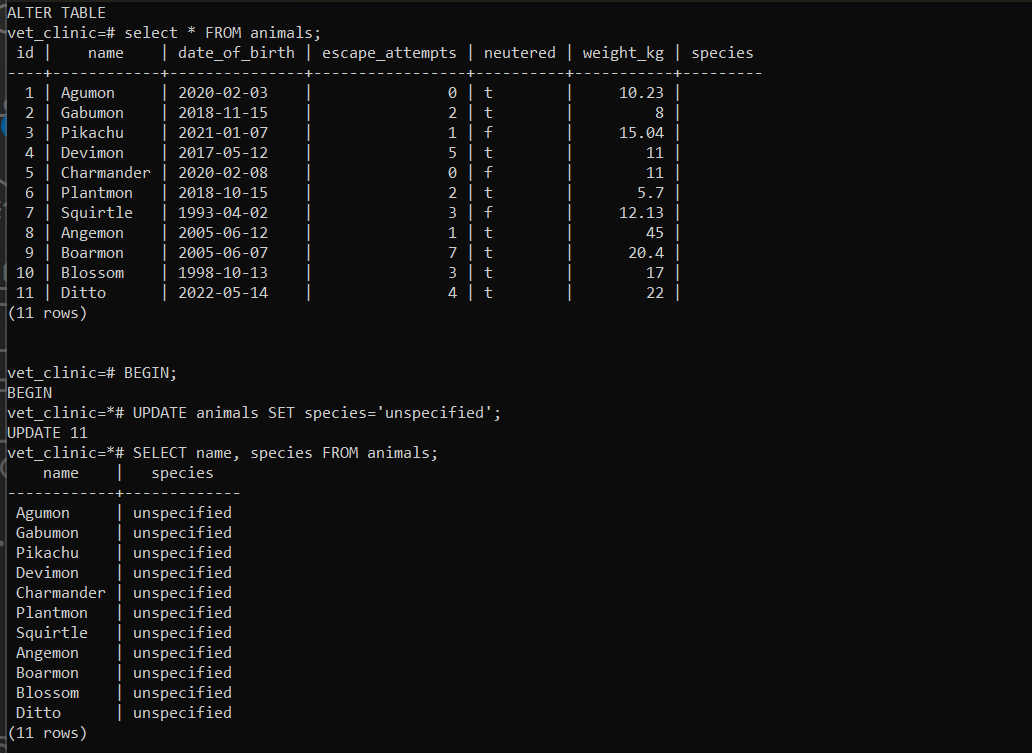 ALTER TABLE
vet_clinic=# select * FROM animals;
 id |    name    | date_of_birth | escape_attempts | neutered | weight_kg | species
----+------------+---------------+-----------------+----------+-----------+---------
  1 | Agumon     | 2020-02-03    |               0 | t        |     10.23 |
  2 | Gabumon    | 2018-11-15    |               2 | t        |         8 |
  3 | Pikachu    | 2021-01-07    |               1 | f        |     15.04 |
  4 | Devimon    | 2017-05-12    |               5 | t        |        11 |
  5 | Charmander | 2020-02-08    |               0 | f        |        11 |
  6 | Plantmon   | 2018-10-15    |               2 | t        |       5.7 |
  7 | Squirtle   | 1993-04-02    |               3 | f        |     12.13 |
  8 | Angemon    | 2005-06-12    |               1 | t        |        45 |
  9 | Boarmon    | 2005-06-07    |               7 | t        |      20.4 |
 10 | Blossom    | 1998-10-13    |               3 | t        |        17 |
 11 | Ditto      | 2022-05-14    |               4 | t        |        22 |
(11 rows)
vet_clinic=# BEGIN;
BEGIN
vet_clinic=*# UPDATE animals SET species='unspecified';
UPDATE 11
vet_clinic=*# SELECT name, species FROM animals;
    name    |   species
------------+-------------
 Agumon     | unspecified
 Gabumon    | unspecified
 Pikachu    | unspecified
 Devimon    | unspecified
 Charmander | unspecified
 Plantmon   | unspecified
 Squirtle   | unspecified
 Angemon    | unspecified
 Boarmon    | unspecified
 Blossom    | unspecified
 Ditto      | unspecified
(11 rows)